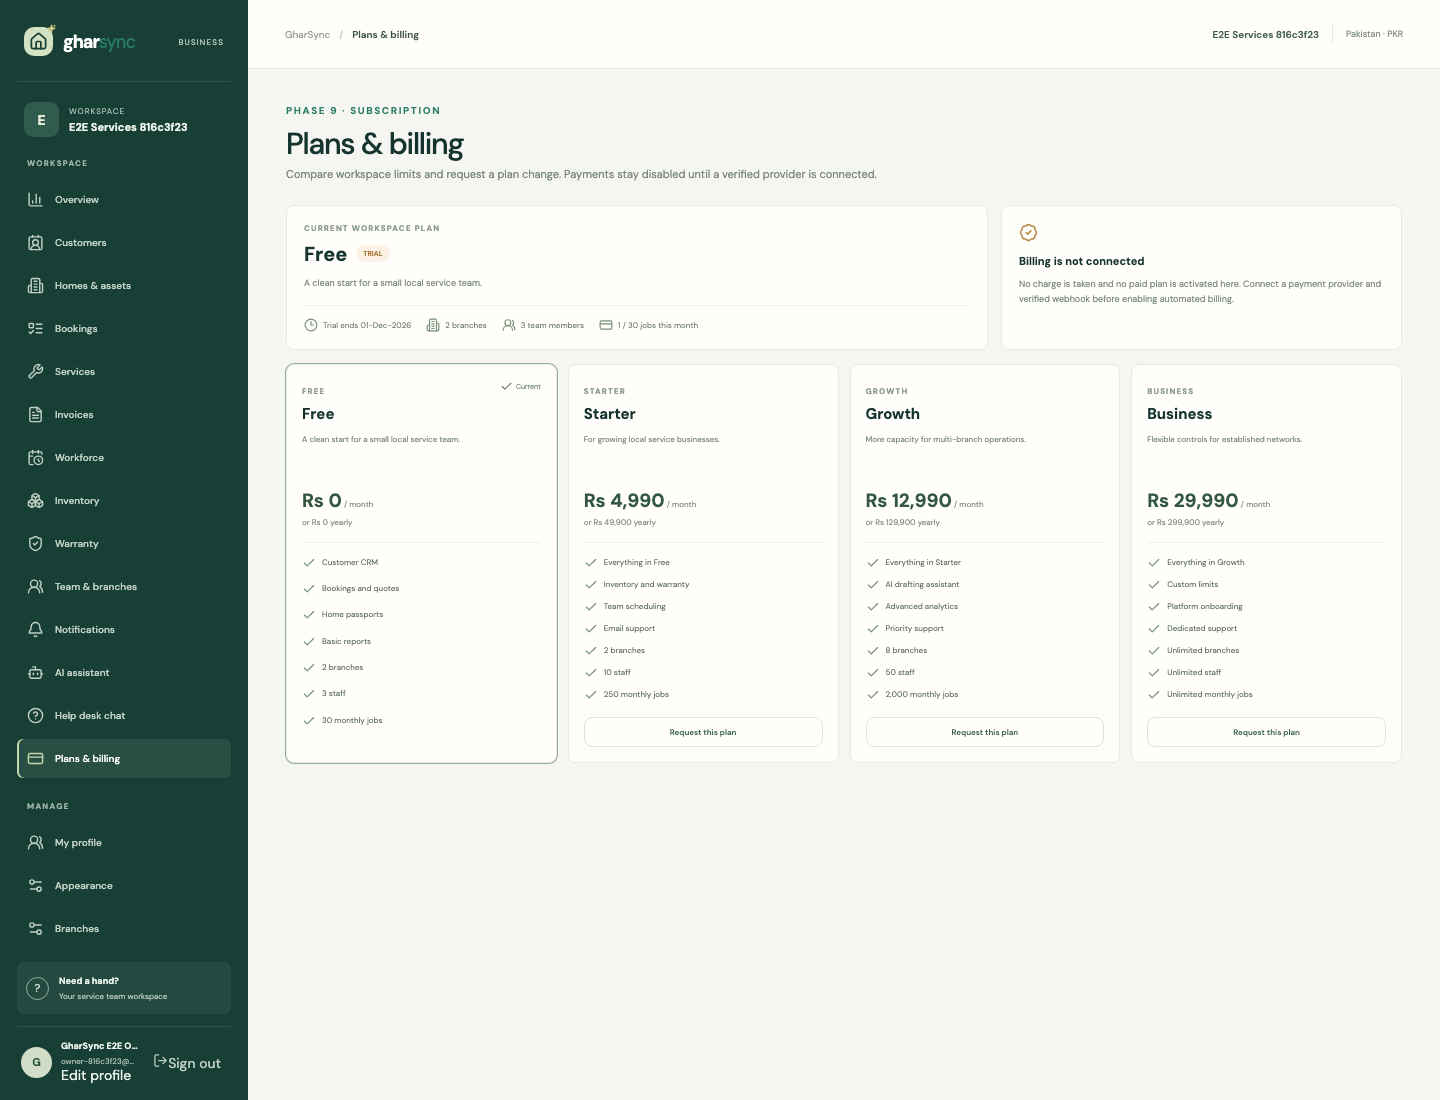 gharsync
BUSINESS
E
WORKSPACE
E2E Services 816c3f23
WORKSPACE
Overview
Customers
Homes & assets
Bookings
Services
Invoices
Workforce
Inventory
Warranty
Team & branches
Notifications
AI assistant
Help desk chat
Plans & billing
MANAGE
My profile
Appearance
Branches
?
Need a hand?
Your service team workspace
G
GharSync E2E O...
owner-816c3f23@...
Edit profile
Sign out
GharSync / Plans & billing
E2E Services 816c3f23
Pakistan · PKR
PHASE 9 · SUBSCRIPTION
Plans & billing
Compare workspace limits and request a plan change. Payments stay disabled until a verified provider is connected.
CURRENT WORKSPACE PLAN
Free TRIAL
A clean start for a small local service team.
Trial ends 01-Dec-2026
2 branches
3 team members
1 / 30 jobs this month
Billing is not connected
No charge is taken and no paid plan is activated here. Connect a payment provider and
verified webhook before enabling automated billing.
FREE
Current
Free
A clean start for a small local service team.
Rs 0 / month
or Rs 0 yearly
Customer CRM
Bookings and quotes
Home passports
Basic reports
2 branches
3 staff
30 monthly jobs
STARTER
Starter
For growing local service businesses.
Rs 4,990 / month
or Rs 49,900 yearly
Everything in Free
Inventory and warranty
Team scheduling
Email support
2 branches
10 staff
250 monthly jobs
Request this plan
GROWTH
Growth
More capacity for multi-branch operations.
Rs 12,990 / month
or Rs 129,900 yearly
Everything in Starter
AI drafting assistant
Advanced analytics
Priority support
8 branches
50 staff
2,000 monthly jobs
Request this plan
BUSINESS
Business
Flexible controls for established networks.
Rs 29,990 / month
or Rs 299,900 yearly
Everything in Growth
Custom limits
Platform onboarding
Dedicated support
Unlimited branches
Unlimited staff
Unlimited monthly jobs
Request this plan